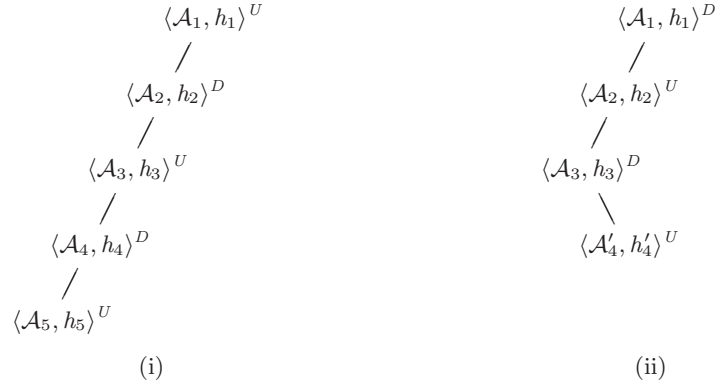 ⟨𝒜₁, h₁⟩ᵁ ⟨𝒜₁, h₁⟩ᴰ
⟨𝒜₂, h₂⟩ᴰ ⟨𝒜₂, h₂⟩ᵁ
⟨𝒜₃, h₃⟩ᵁ ⟨𝒜₃, h₃⟩ᴰ
⟨𝒜₄, h₄⟩ᴰ ⟨𝒜′₄, h′₄⟩ᵁ
⟨𝒜₅, h₅⟩ᵁ
(i) (ii)